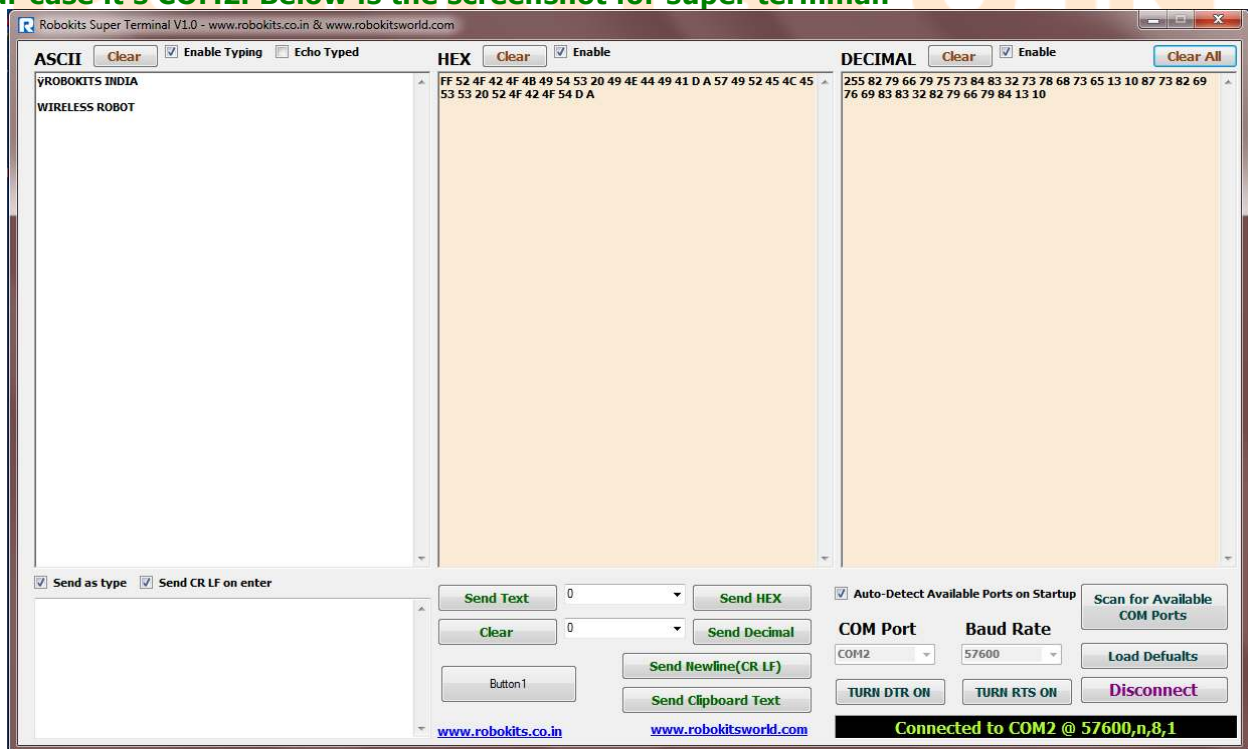 case it's COM2. Below is the screenshot for super terminal.
Robokits Super Terminal V1.0 - www.robokits.co.in & www.robokitsworld.com
ASCII Clear Enable Typing Echo Typed HEX Clear Enable DECIMAL Clear Enable Clear All
ÿROBOKITS INDIA
WIRELESS ROBOT
FF 52 4F 42 4F 4B 49 54 53 20 49 4E 44 49 41 D A 57 49 52 45 4C 45
53 53 20 52 4F 42 4F 54 D A
255 82 79 66 79 75 73 84 83 32 73 78 68 73 65 13 10 87 73 82 69
76 69 83 83 32 82 79 66 79 84 13 10
Send as type Send CR LF on enter
Send Text 0 Send HEX
Clear 0 Send Decimal
Button1
Send Newline(CR LF)
Send Clipboard Text
www.robokits.co.in www.robokitsworld.com
Auto-Detect Available Ports on Startup
Scan for Available
COM Ports
COM Port Baud Rate
COM2 57600 Load Defualts
TURN DTR ON TURN RTS ON Disconnect
Connected to COM2 @ 57600,n,8,1